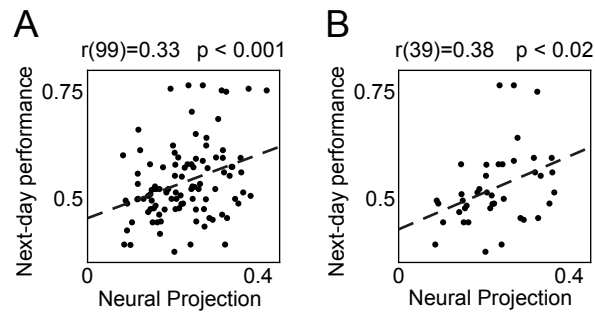 A
r(99)=0.33 p < 0.001
Next-day performance
0.75
0.5
0
0.4
Neural Projection
B
r(39)=0.38 p < 0.02
Next-day performance
0.75
0.5
0
0.4
Neural Projection